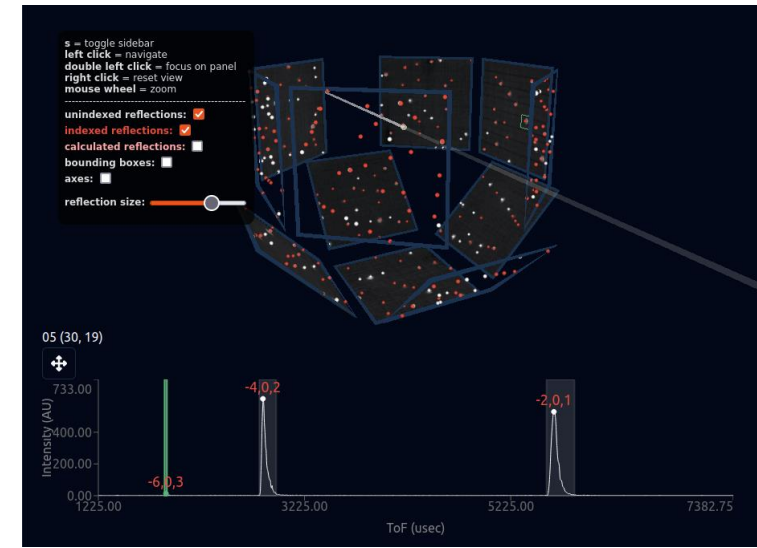 s = toggle sidebar
left click = navigate
double left click = focus on panel
right click = reset view
mouse wheel = zoom
unindexed reflections:
indexed reflections:
calculated reflections:
bounding boxes:
axes:
reflection size:
05 (30, 19)
733.00
400.00
200.00
0.00
Intensity (AU)
-6,0,3
-4,0,2
-2,0,1
1225.00
3225.00
5225.00
7382.75
ToF (usec)